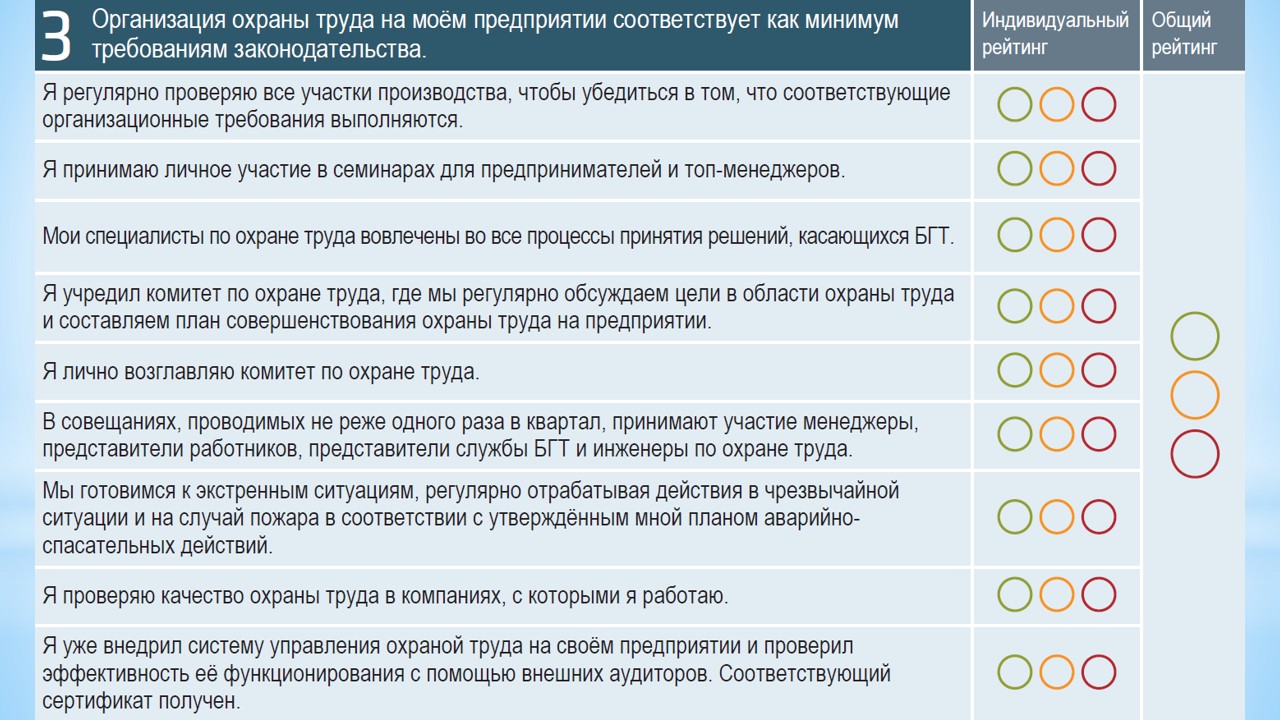 3
Организация охраны труда на моём предприятии соответствует как минимум
требованиям законодательства.
Индивидуальный
рейтинг
Общий
рейтинг
Я регулярно проверяю все участки производства, чтобы убедиться в том, что соответствующие
организационные требования выполняются.
Я принимаю личное участие в семинарах для предпринимателей и топ-менеджеров.
Мои специалисты по охране труда вовлечены во все процессы принятия решений, касающихся БГТ.
Я учредил комитет по охране труда, где мы регулярно обсуждаем цели в области охраны труда
и составляем план совершенствования охраны труда на предприятии.
Я лично возглавляю комитет по охране труда.
В совещаниях, проводимых не реже одного раза в квартал, принимают участие менеджеры,
представители работников, представители службы БГТ и инженеры по охране труда.
Мы готовимся к экстренным ситуациям, регулярно отрабатывая действия в чрезвычайной
ситуации и на случай пожара в соответствии с утверждённым мной планом аварийно-
спасательных действий.
Я проверяю качество охраны труда в компаниях, с которыми я работаю.
Я уже внедрил систему управления охраной труда на своём предприятии и проверил
эффективность её функционирования с помощью внешних аудиторов. Соответствующий
сертификат получен.